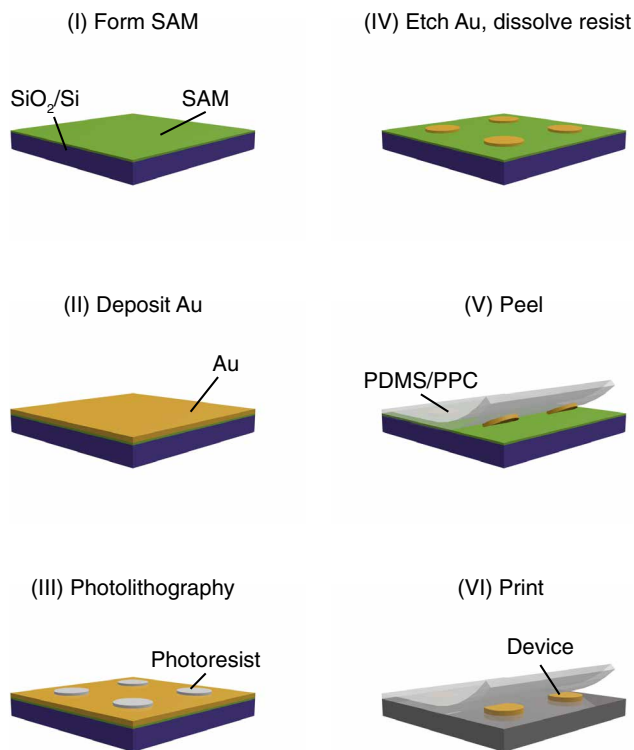 (I) Form SAM
SiO₂/Si
SAM
(II) Deposit Au
Au
(III) Photolithography
Photoresist
(IV) Etch Au, dissolve resist
(V) Peel
PDMS/PPC
(VI) Print
Device